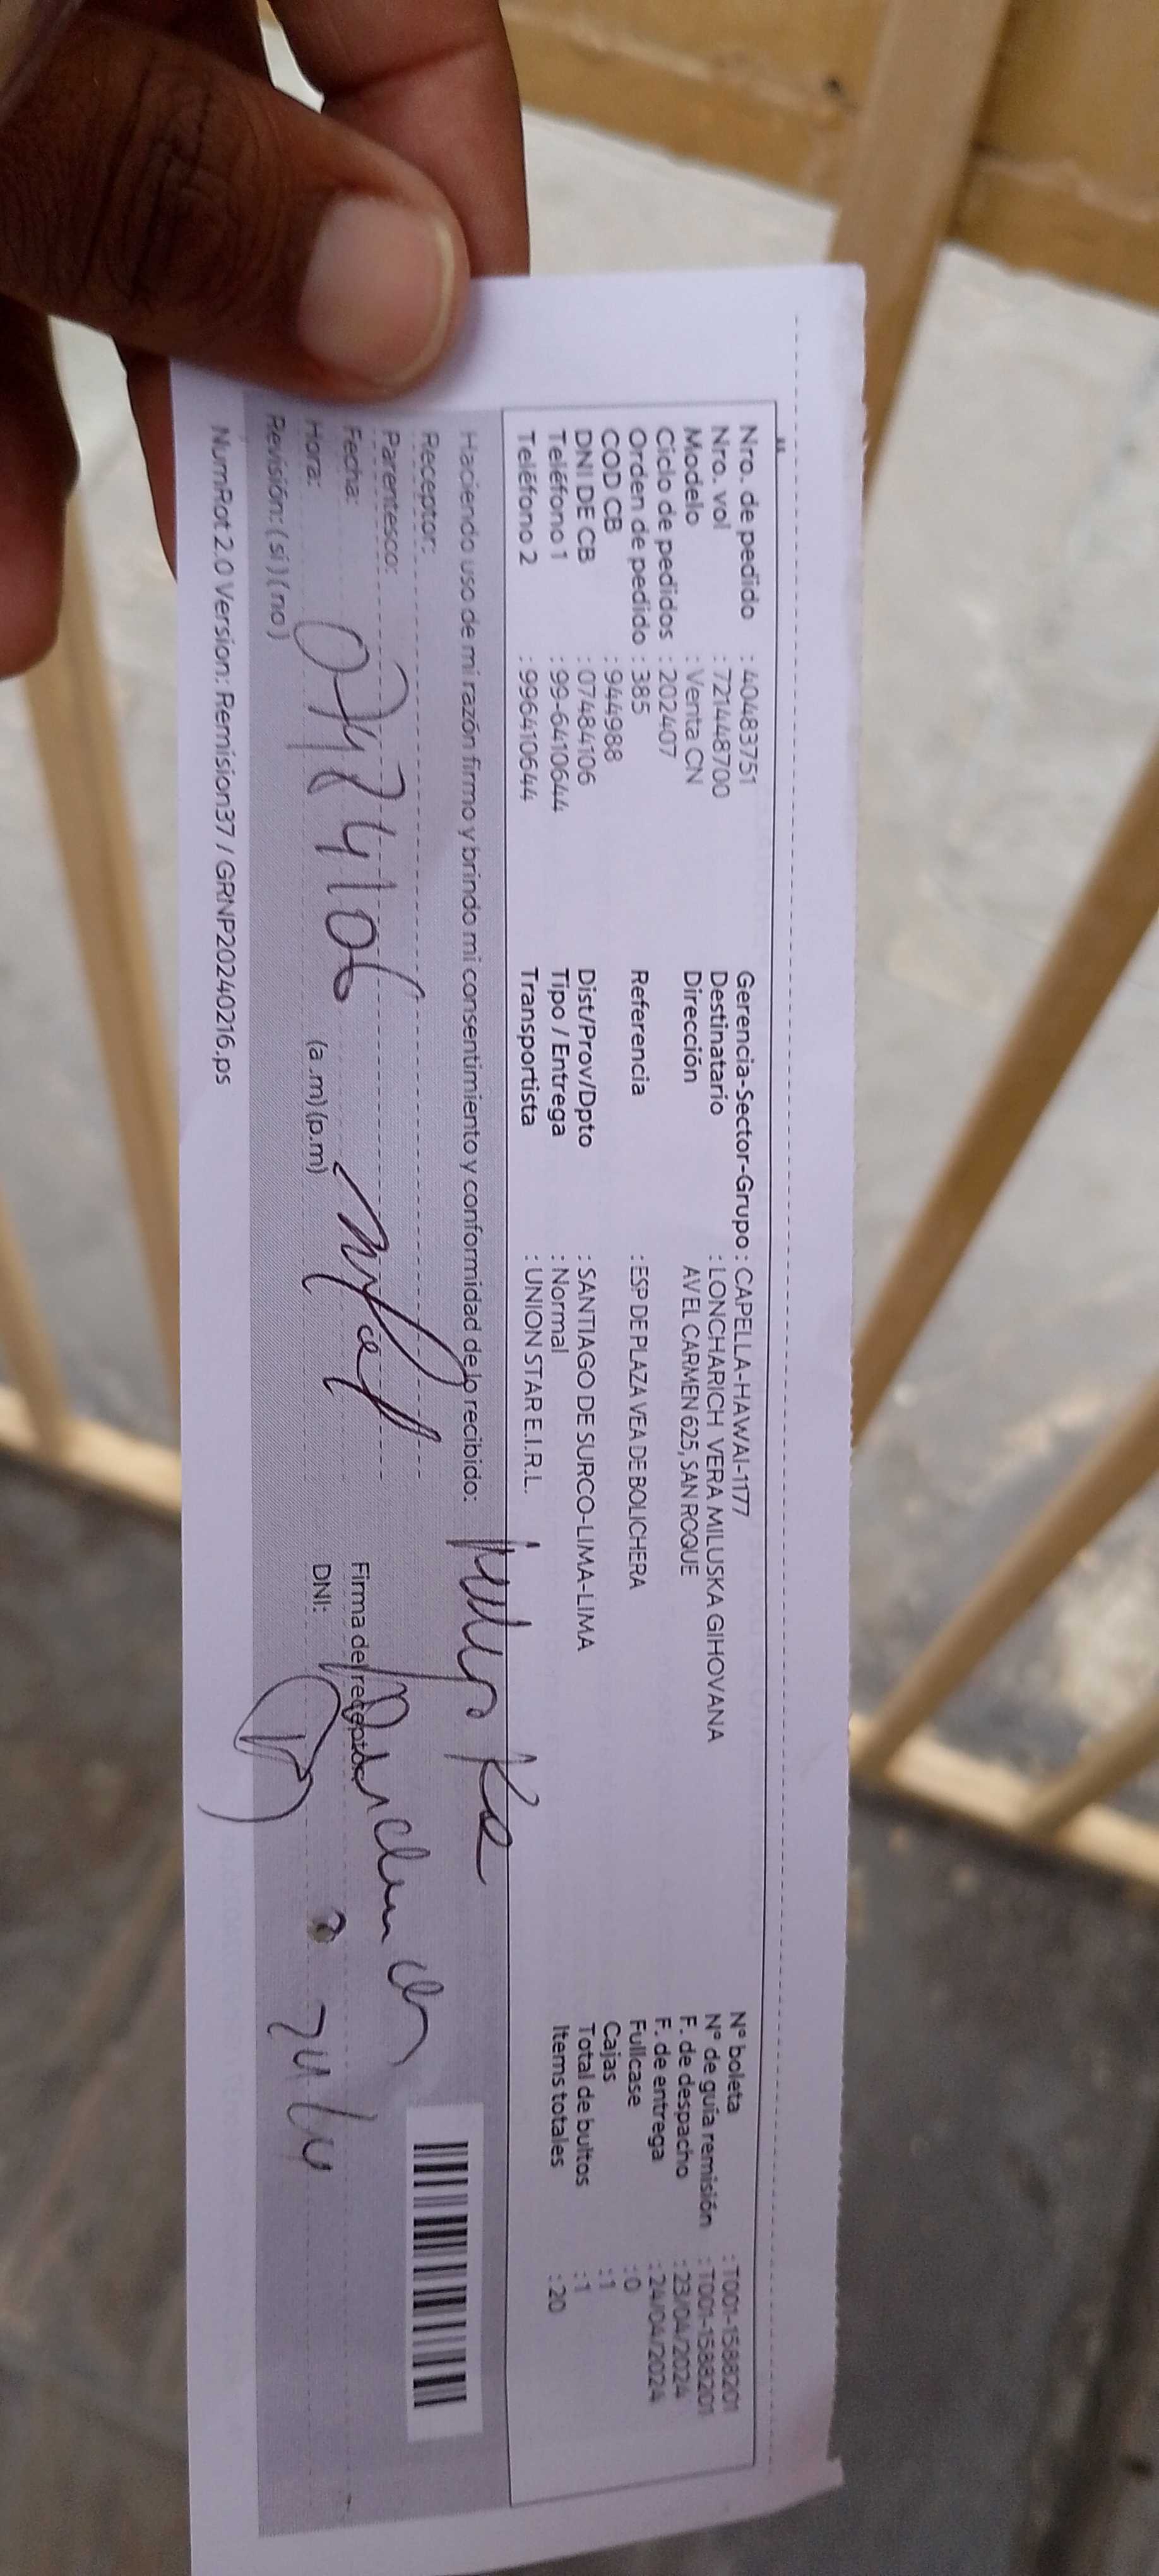 Nro. de pedido : 40483751
Nro. vol : 721448700
Modelo : Venta CN
Ciclo de pedidos : 202407
Orden de pedido : 385
COD CB : 944988
DNI DE CB : 07484106
Teléfono 1 : 99-6410644
Teléfono 2 : 996410644
Gerencia-Sector-Grupo : CAPELLA-HAWAI-1177
Destinatario : LONCHARICH VERA MILUSKA GIHOVANA
Dirección AV EL CARMEN 625, SAN ROQUE
Referencia : ESP DE PLAZA VEA DE BOLICHERA
Dist/Prov/Dpto : SANTIAGO DE SURCO-LIMA-LIMA
Tipo / Entrega : Normal
Transportista : UNION STAR E.I.R.L.
N° boleta : T001-1588201
N° de guía remisión : T001-1588201
F. de despacho : 23/04/2024
F. de entrega : 24/04/2024
Fullcase : 0
Cajas : 1
Total de bultos : 1
Items totales : 20
Haciendo uso de mi razón firmo y brindo mi consentimiento y conformidad de lo recibido:
Receptor:
Parentesco:
Fecha:
Hora: (a.m) (p.m)
Revisión: ( si ) ( no )
Firma del receptor
DNI:
NumRot 2.0 Version: Remision37 / GRNP20240216.ps